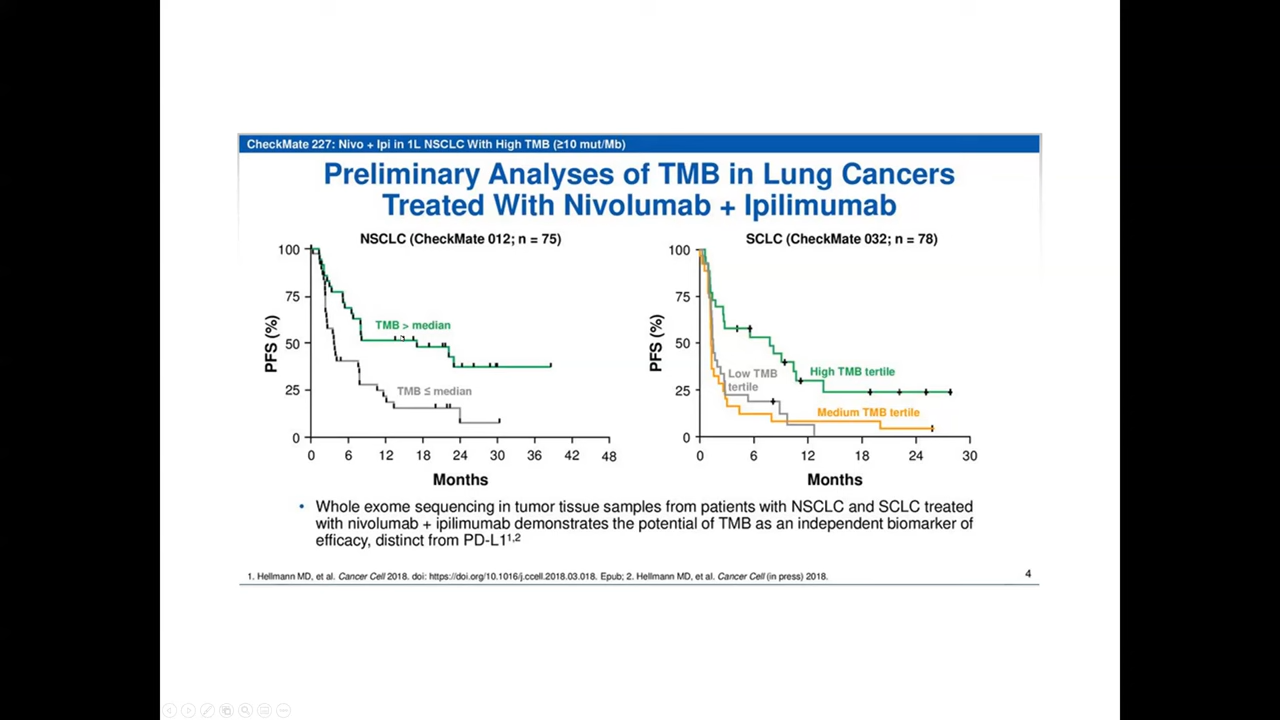 CheckMate 227: Nivo + Ipi in 1L NSCLC With High TMB (≥10 mut/Mb)
Preliminary Analyses of TMB in Lung Cancers
Treated With Nivolumab + Ipilimumab
NSCLC (CheckMate 012; n = 75)
100
75
50
25
0
PFS (%)
TMB > median
TMB ≤ median
0 6 12 18 24 30 36 42 48
Months
SCLC (CheckMate 032; n = 78)
100
75
50
25
0
PFS (%)
Low TMB
tertile
High TMB tertile
Medium TMB tertile
0 6 12 18 24 30
Months
• Whole exome sequencing in tumor tissue samples from patients with NSCLC and SCLC treated
with nivolumab + ipilimumab demonstrates the potential of TMB as an independent biomarker of
efficacy, distinct from PD-L1¹,²
1. Hellmann MD, et al. Cancer Cell 2018. doi: https://doi.org/10.1016/j.ccell.2018.03.018. Epub; 2. Hellmann MD, et al. Cancer Cell (in press) 2018.
4